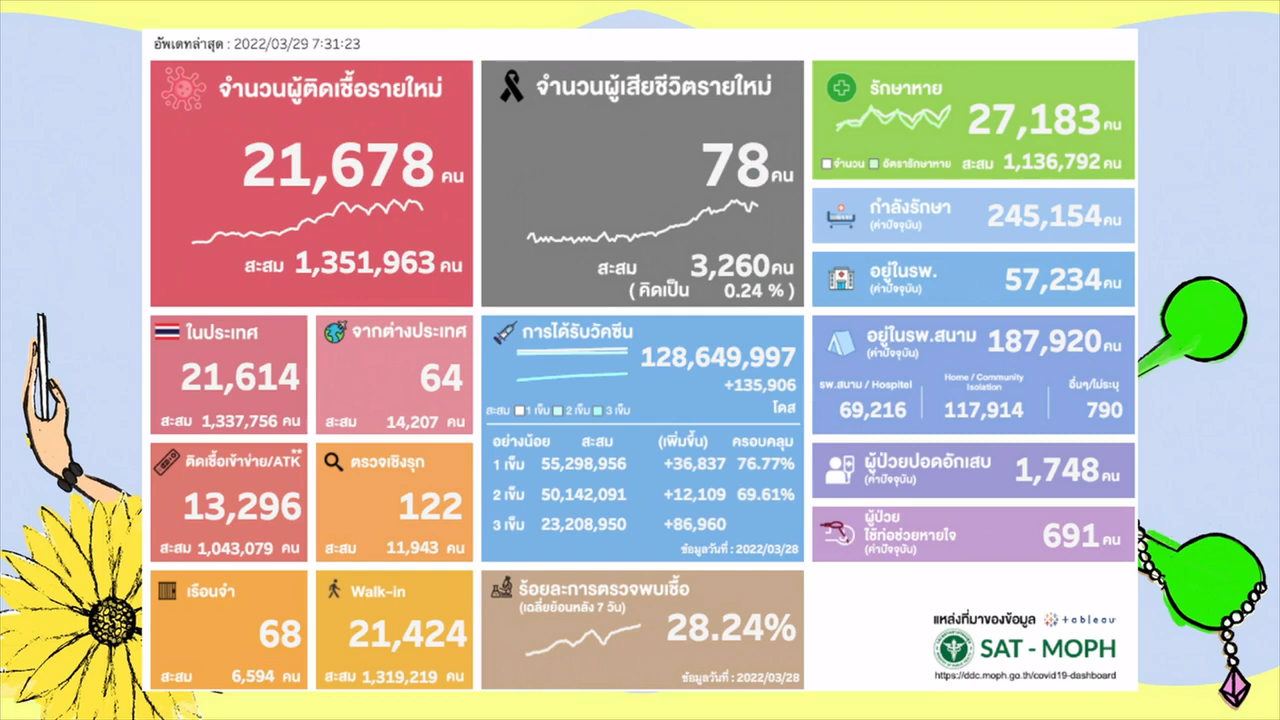 อัพเดทล่าสุด : 2022/03/29 7:31:23
จำนวนผู้ติดเชื้อรายใหม่
21,678 คน
สะสม 1,351,963 คน
จำนวนผู้เสียชีวิตรายใหม่
78 คน
สะสม 3,260 คน
( คิดเป็น 0.24 % )
รักษาหาย
27,183 คน
จำนวน อัตรารักษาหาย สะสม 1,136,792 คน
กำลังรักษา
(ค่าปัจจุบัน)
245,154 คน
อยู่ในรพ.
(ค่าปัจจุบัน)
57,234 คน
ในประเทศ
21,614
สะสม 1,337,756 คน
จากต่างประเทศ
64
สะสม 14,207 คน
การได้รับวัคซีน
128,649,997
+135,906
โดส
สะสม 1 เข็ม 2 เข็ม 3 เข็ม
อย่างน้อย สะสม (เพิ่มขึ้น) ครอบคลุม
1 เข็ม 55,298,956 +36,837 76.77%
2 เข็ม 50,142,091 +12,109 69.61%
3 เข็ม 23,208,950 +86,960
ข้อมูลวันที่ : 2022/03/28
อยู่ในรพ.สนาม
(ค่าปัจจุบัน)
187,920 คน
รพ.สนาม / Hospitel
69,216
Home / Community
Isolation
117,914
อื่นๆ/ไม่ระบุ
790
ติดเชื้อเข้าข่าย/ATK**
13,296
สะสม 1,043,079 คน
ตรวจเชิงรุก
122
สะสม 11,943 คน
ผู้ป่วยปอดอักเสบ
(ค่าปัจจุบัน)
1,748 คน
ผู้ป่วย
ใช้ท่อช่วยหายใจ
(ค่าปัจจุบัน)
691 คน
เรือนจำ
68
สะสม 6,594 คน
Walk-in
21,424
สะสม 1,319,219 คน
ร้อยละการตรวจพบเชื้อ
(เฉลี่ยย้อนหลัง 7 วัน)
28.24%
ข้อมูลวันที่ : 2022/03/28
แหล่งที่มาของข้อมูล +ableau
SAT - MOPH
https://ddc.moph.go.th/covid19-dashboard